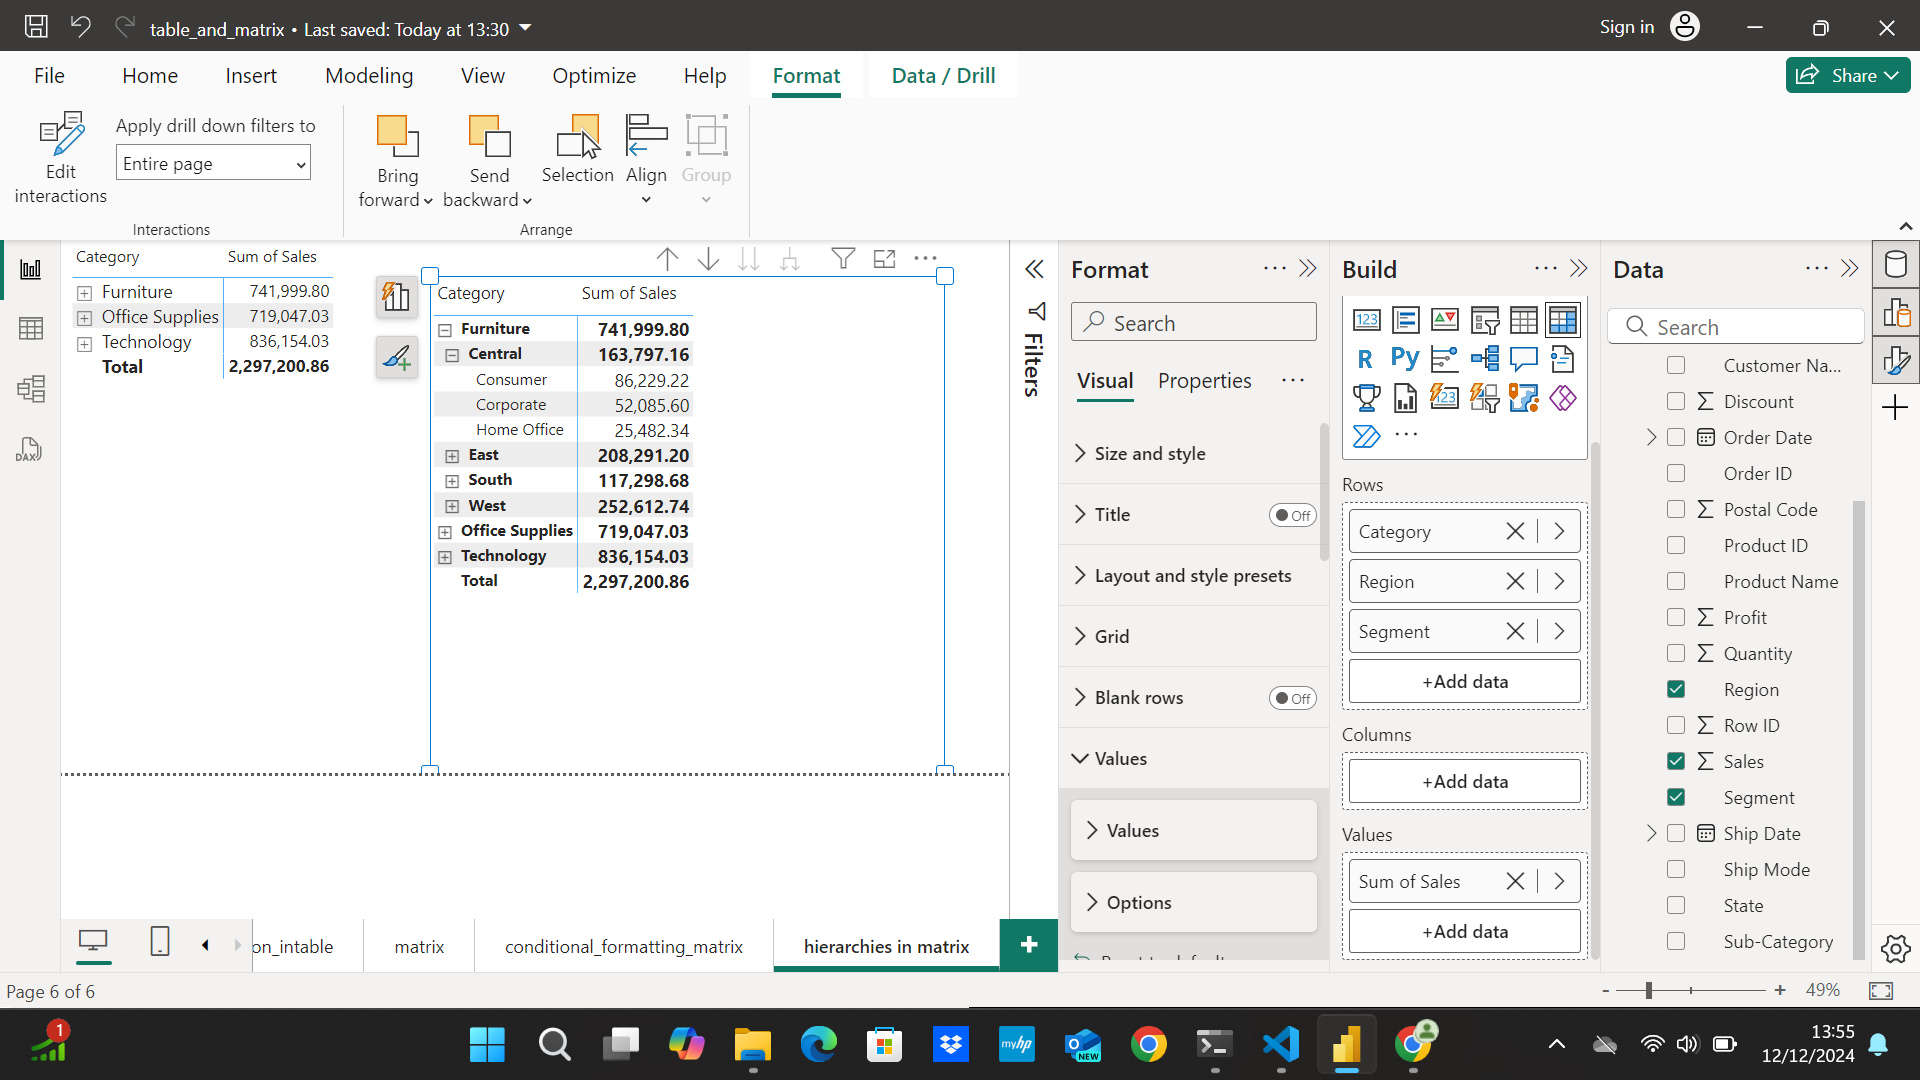 table_and_matrix • Last saved: Today at 13:30
Sign in
File Home Insert Modeling View Optimize Help Format Data / Drill
Share
Edit interactions
Apply drill down filters to
Entire page
Bring forward
Send backward
Selection
Align
Group
Interactions
Arrange
Category Sum of Sales
Furniture 741,999.80
Office Supplies 719,047.03
Technology 836,154.03
Total 2,297,200.86
Category Sum of Sales
Furniture 741,999.80
Central 163,797.16
Consumer 86,229.22
Corporate 52,085.60
Home Office 25,482.34
East 208,291.20
South 117,298.68
West 252,612.74
Office Supplies 719,047.03
Technology 836,154.03
Total 2,297,200.86
Filters
Format
Search
Visual Properties
Size and style
Title Off
Layout and style presets
Grid
Blank rows Off
Values
Values
Options
Build
123
R Py
123
Rows
Category
Region
Segment
+Add data
Columns
+Add data
Values
Sum of Sales
+Add data
Data
Search
Customer Na...
Discount
Order Date
Order ID
Postal Code
Product ID
Product Name
Profit
Quantity
Region
Row ID
Sales
Segment
Ship Date
Ship Mode
State
Sub-Category
DAX
on_intable
matrix
conditional_formatting_matrix
hierarchies in matrix
Page 6 of 6
49%
1
myhp
NEW
13:55
12/12/2024